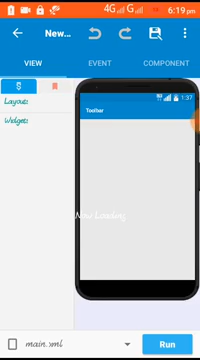 4G G 6:19 pm
New...
VIEW EVENT COMPONENT
1:37
Toolbar
Layouts
Widgets
Now Loading
main.xml
Run